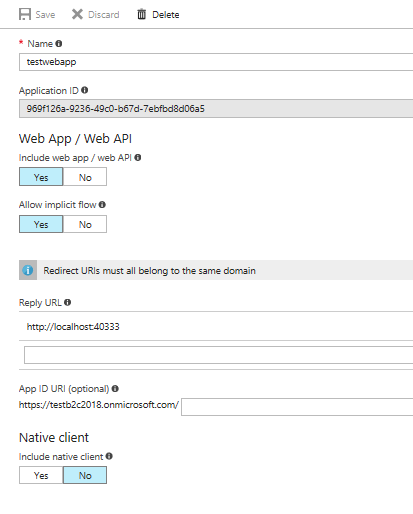 Save Discard Delete
* Name
testwebapp
Application ID
969f126a-9236-49c0-b67d-7ebfbd8d06a5
Web App / Web API
Include web app / web API
Yes No
Allow implicit flow
Yes No
Redirect URIs must all belong to the same domain
Reply URL
http://localhost:40333
App ID URI (optional)
https://testb2c2018.onmicrosoft.com/
Native client
Include native client
Yes No